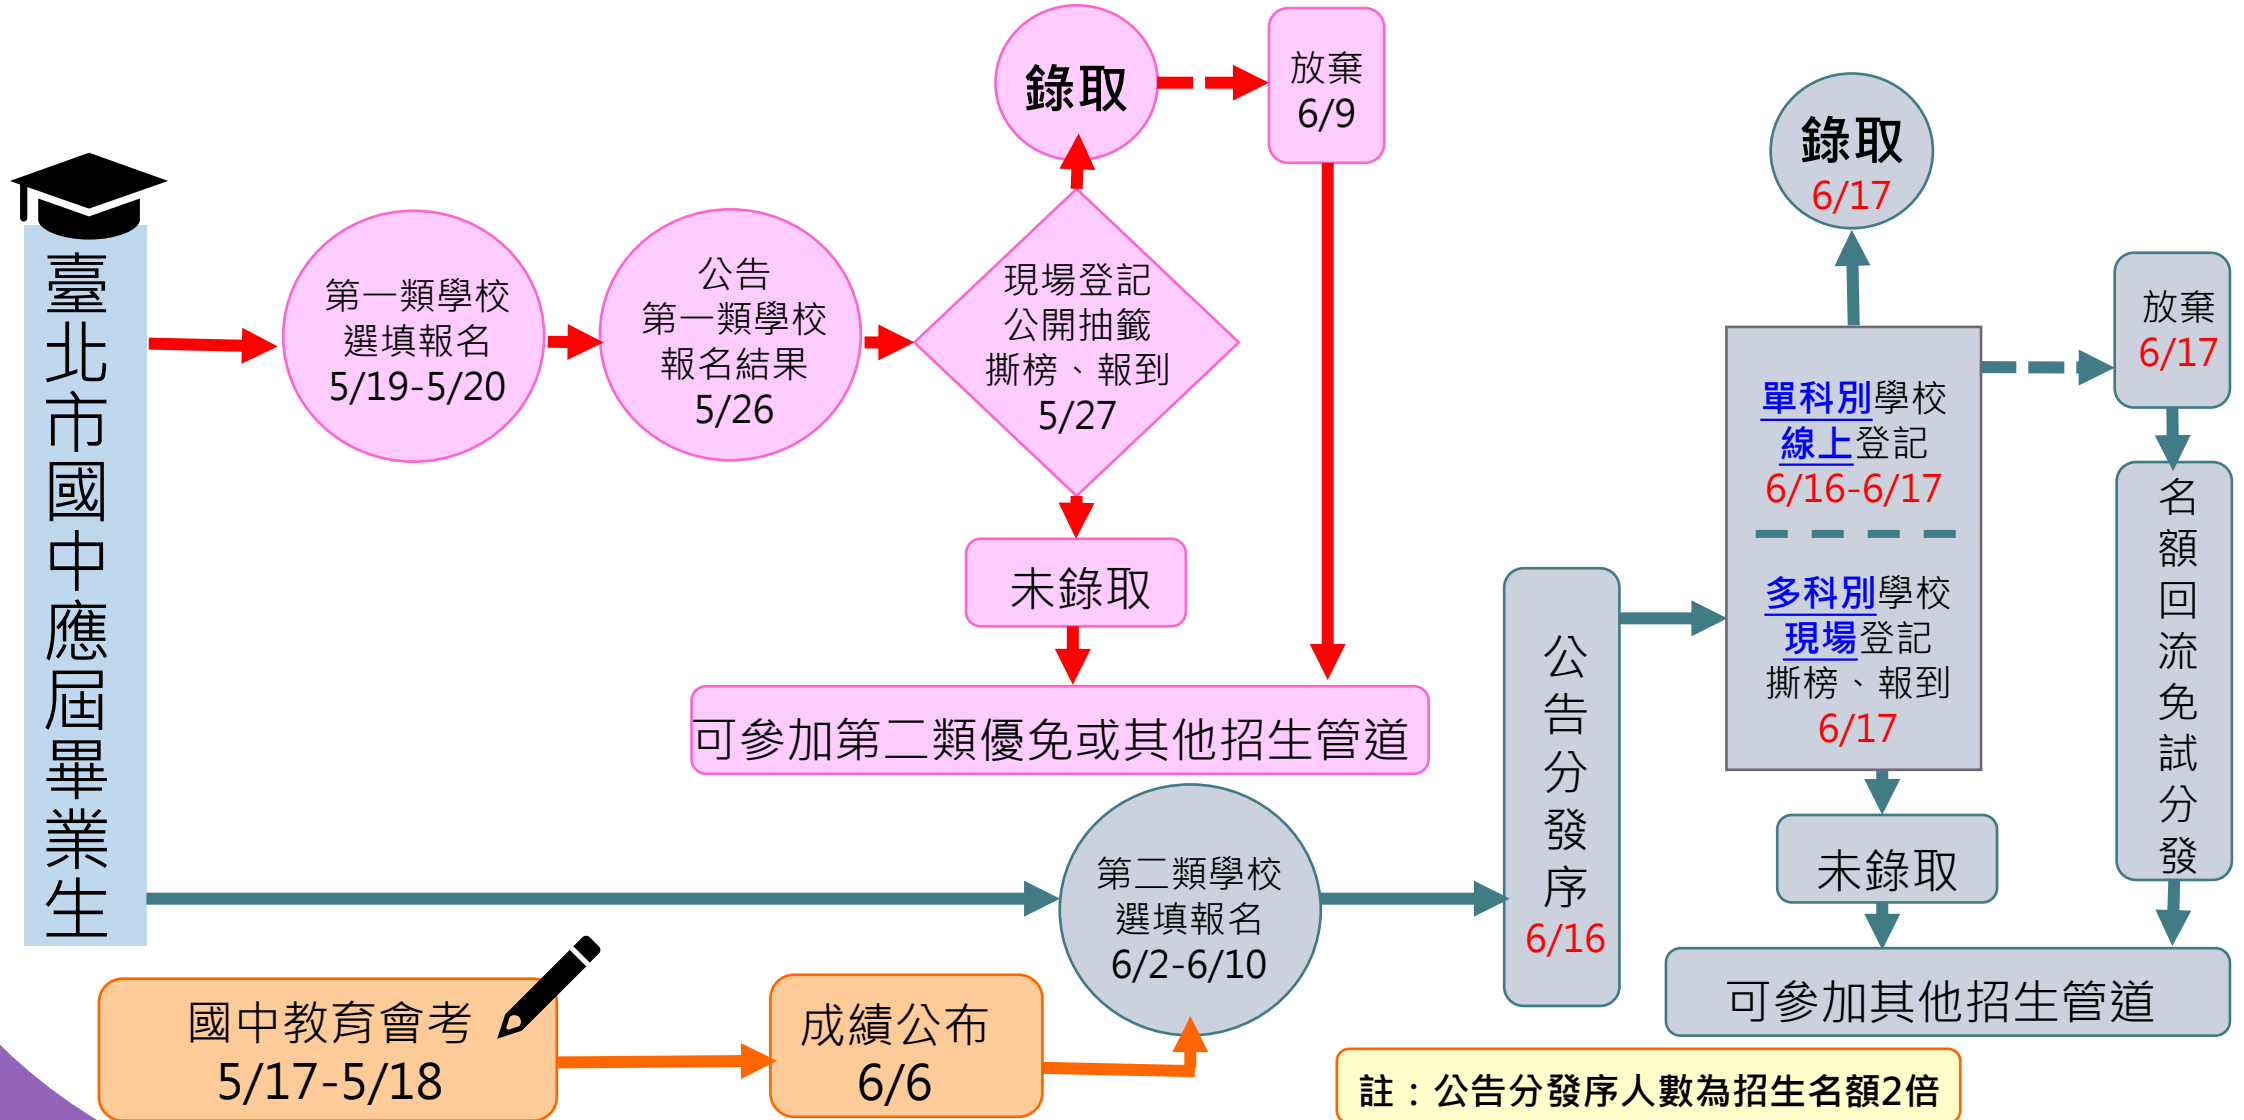 臺北市國中應屆畢業生
第一類學校
選填報名
5/19-5/20
公告
第一類學校
報名結果
5/26
現場登記
公開抽籤
撕榜、報到
5/27
錄取
放棄
6/9
未錄取
可參加第二類優免或其他招生管道
國中教育會考
5/17-5/18
成績公布
6/6
第二類學校
選填報名
6/2-6/10
公告分發序
6/16
單科別學校
線上登記
6/16-6/17
多科別學校
現場登記
撕榜、報到
6/17
錄取
6/17
放棄
6/17
名額回流免試分發
未錄取
可參加其他招生管道
註：公告分發序人數為招生名額2倍